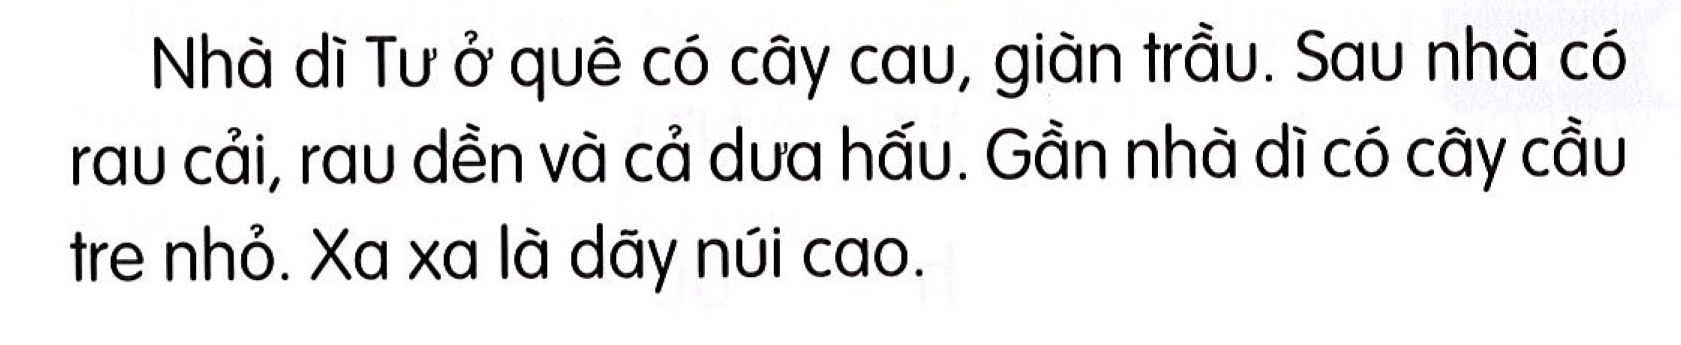 Nhà dì Tư ở quê có cây cau, giàn trầu. Sau nhà có
rau cải, rau dền và cả dưa hấu. Gần nhà dì có cây cầu
tre nhỏ. Xa xa là dãy núi cao.